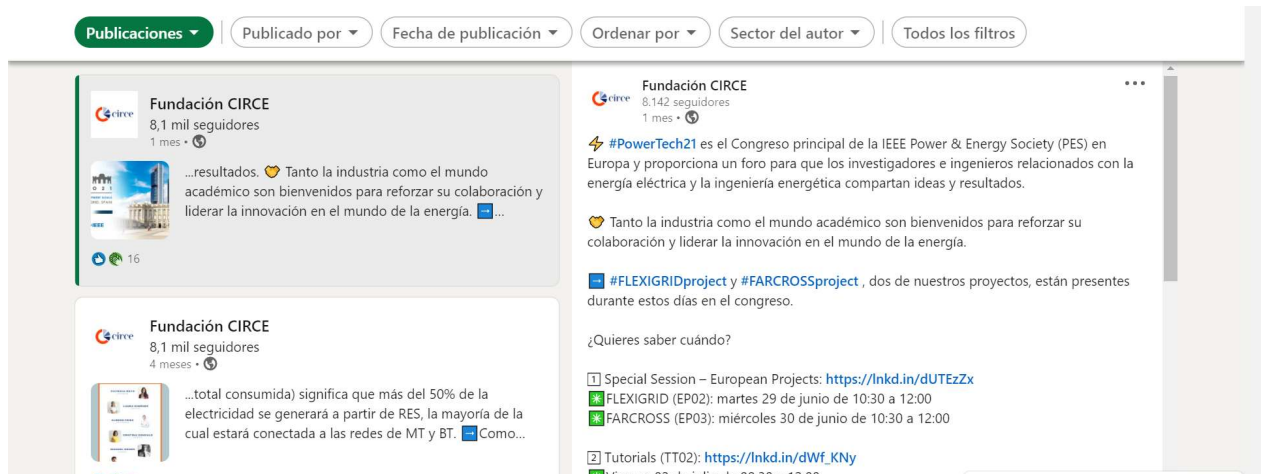 Publicaciones
Publicado por
Fecha de publicación
Ordenar por
Sector del autor
Todos los filtros
circe
Fundación CIRCE
8,1 mil seguidores
1 mes •
...resultados. Tanto la industria como el mundo
académico son bienvenidos para reforzar su colaboración y
liderar la innovación en el mundo de la energía. ...
16
circe
Fundación CIRCE
8,1 mil seguidores
4 meses •
...total consumida) significa que más del 50% de la
electricidad se generará a partir de RES, la mayoría de la
cual estará conectada a las redes de MT y BT. Como...
circe
Fundación CIRCE
8.142 seguidores
1 mes •
#PowerTech21 es el Congreso principal de la IEEE Power & Energy Society (PES) en
Europa y proporciona un foro para que los investigadores e ingenieros relacionados con la
energía eléctrica y la ingeniería energética compartan ideas y resultados.
Tanto la industria como el mundo académico son bienvenidos para reforzar su
colaboración y liderar la innovación en el mundo de la energía.
#FLEXIGRIDproject y #FARCROSSproject , dos de nuestros proyectos, están presentes
durante estos días en el congreso.
¿Quieres saber cuándo?
1 Special Session – European Projects: https://lnkd.in/dUTEzZx
FLEXIGRID (EP02): martes 29 de junio de 10:30 a 12:00
FARCROSS (EP03): miércoles 30 de junio de 10:30 a 12:00
2 Tutorials (TT02): https://lnkd.in/dWf_KNy